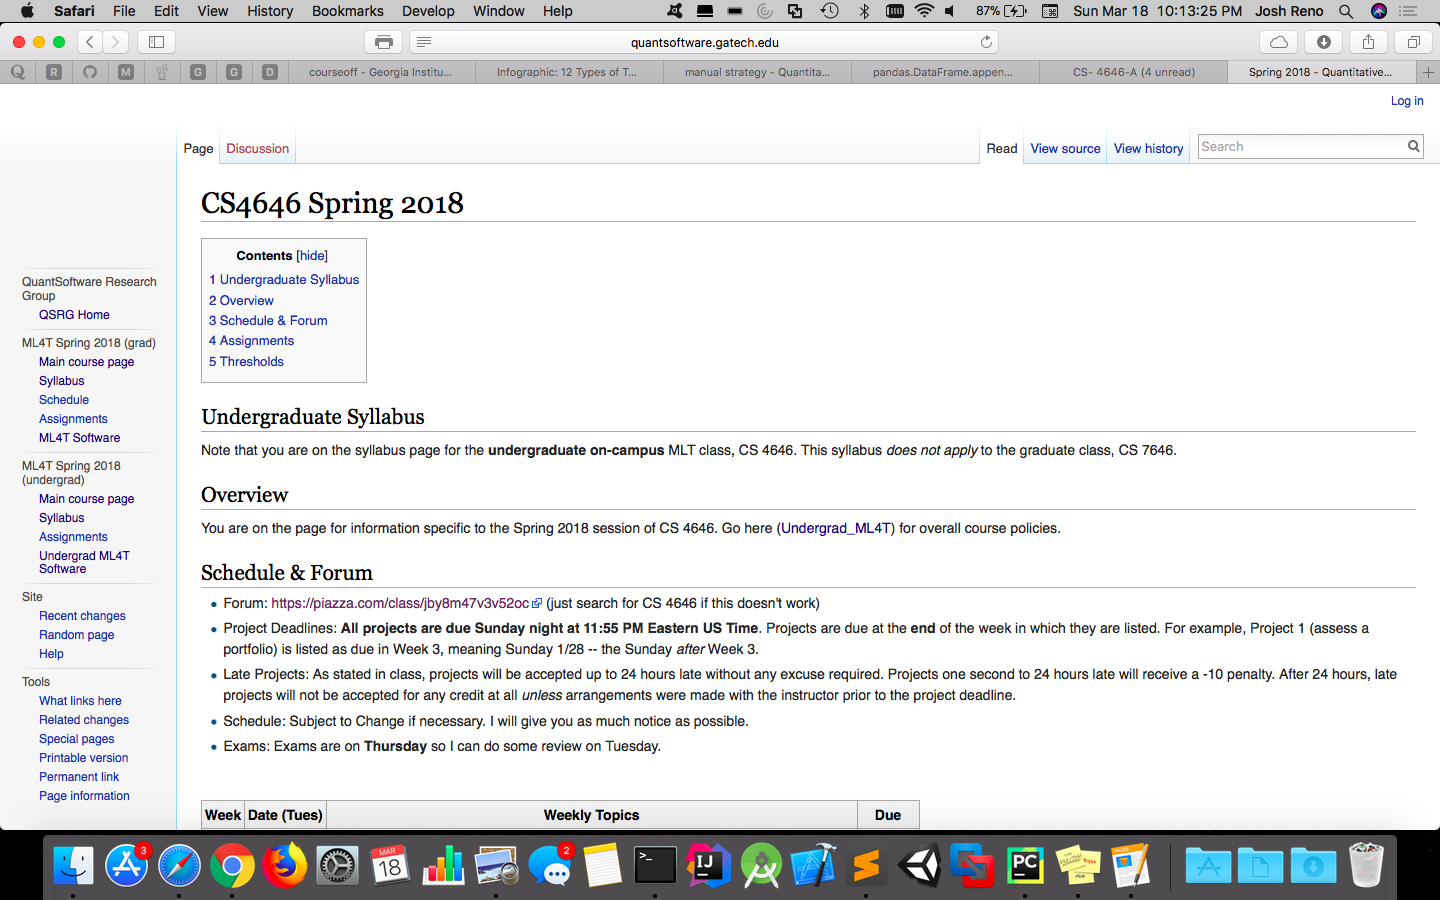 Safari File Edit View History Bookmarks Develop Window Help 87% Sun Mar 18 10:13:25 PM Josh Reno
quantsoftware.gatech.edu
R M G G D courseoff - Georgia Institu... Infographic: 12 Types of T... manual strategy - Quantita... pandas.DataFrame.appen... CS- 4646-A (4 unread) Spring 2018 - Quantitative...
Log in
Page Discussion Read View source View history Search
CS4646 Spring 2018
Contents [hide]
1 Undergraduate Syllabus
2 Overview
3 Schedule & Forum
4 Assignments
5 Thresholds
QuantSoftware Research
Group
QSRG Home
ML4T Spring 2018 (grad)
Main course page
Syllabus
Schedule
Assignments
ML4T Software
ML4T Spring 2018
(undergrad)
Main course page
Syllabus
Assignments
Undergrad ML4T
Software
Site
Recent changes
Random page
Help
Tools
What links here
Related changes
Special pages
Printable version
Permanent link
Page information
Undergraduate Syllabus
Note that you are on the syllabus page for the undergraduate on-campus MLT class, CS 4646. This syllabus does not apply to the graduate class, CS 7646.
Overview
You are on the page for information specific to the Spring 2018 session of CS 4646. Go here (Undergrad_ML4T) for overall course policies.
Schedule & Forum
Forum: https://piazza.com/class/jby8m47v3v52oc (just search for CS 4646 if this doesn't work)
Project Deadlines: All projects are due Sunday night at 11:55 PM Eastern US Time. Projects are due at the end of the week in which they are listed. For example, Project 1 (assess a
portfolio) is listed as due in Week 3, meaning Sunday 1/28 -- the Sunday after Week 3.
Late Projects: As stated in class, projects will be accepted up to 24 hours late without any excuse required. Projects one second to 24 hours late will receive a -10 penalty. After 24 hours, late
projects will not be accepted for any credit at all unless arrangements were made with the instructor prior to the project deadline.
Schedule: Subject to Change if necessary. I will give you as much notice as possible.
Exams: Exams are on Thursday so I can do some review on Tuesday.
Week Date (Tues) Weekly Topics Due
3 MAR 18 2 >_ IJ PC